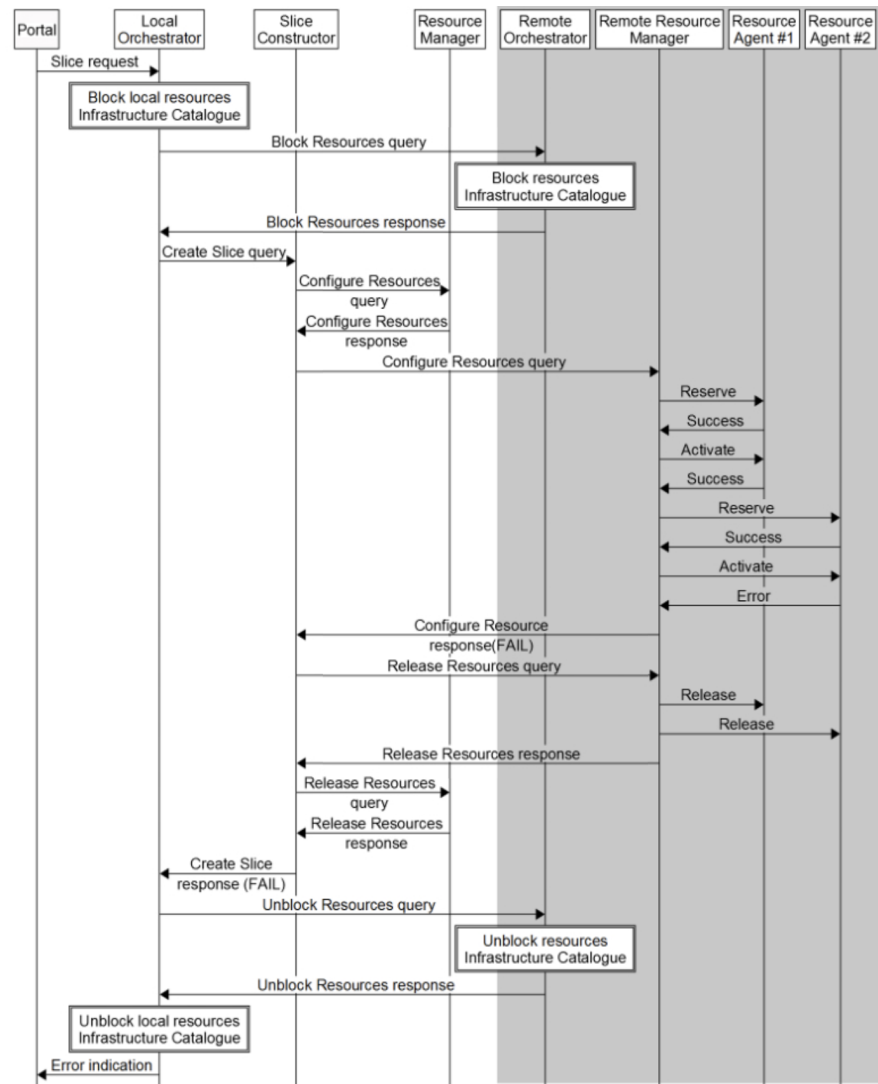 Portal
Local
Orchestrator
Slice
Constructor
Resource
Manager
Remote
Orchestrator
Remote Resource
Manager
Resource
Agent #1
Resource
Agent #2
Slice request
Block local resources
Infrastructure Catalogue
Block Resources query
Block resources
Infrastructure Catalogue
Block Resources response
Create Slice query
Configure Resources
query
Configure Resources
response
Configure Resources query
Reserve
Success
Activate
Success
Reserve
Success
Activate
Error
Configure Resource
response(FAIL)
Release Resources query
Release
Release
Release Resources response
Release Resources
query
Release Resources
response
Create Slice
response (FAIL)
Unblock Resources query
Unblock resources
Infrastructure Catalogue
Unblock Resources response
Unblock local resources
Infrastructure Catalogue
Error indication